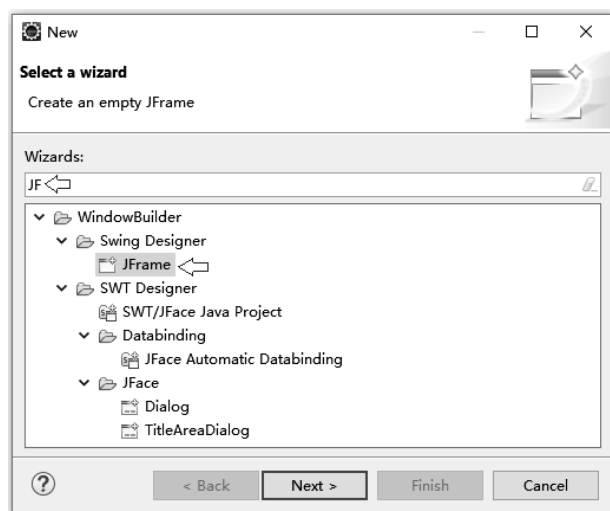 New
Select a wizard
Create an empty JFrame
Wizards:
JF
WindowBuilder
Swing Designer
JFrame
SWT Designer
SWT/JFace Java Project
Databinding
JFace Automatic Databinding
JFace
Dialog
TitleAreaDialog
? < Back Next > Finish Cancel